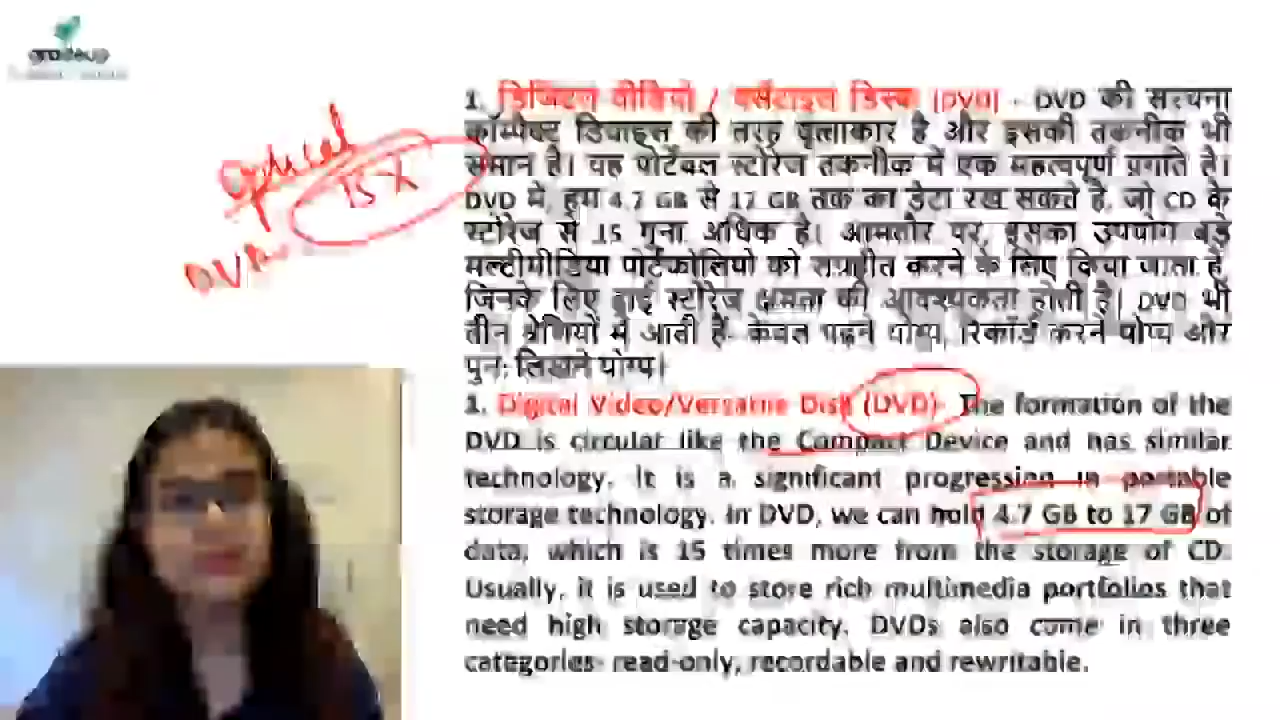 gradeup
optical
15 X
DVD-
1. डिजिटल वीडियो / वर्सेटाइल डिस्क (DVD) - DVD की संरचना
कॉम्पैक्ट डिवाइस की तरह वृत्ताकार है और इसकी तकनीक भी
समान है। यह पोर्टेबल स्टोरेज तकनीक में एक महत्वपूर्ण प्रगति है।
DVD में, हम 4.7 GB से 17 GB तक का डेटा रख सकते हैं, जो CD के
स्टोरेज से 15 गुना अधिक है। आमतौर पर, इसका उपयोग बड़े
मल्टीमीडिया पोर्टफोलियो को संग्रहीत करने के लिए किया जाता है,
जिनके लिए हाई स्टोरेज क्षमता की आवश्यकता होती है। DVD भी
तीन श्रेणियों में आती हैं- केवल पढ़ने योग्य, रिकॉर्ड करने योग्य और
पुन: लिखने योग्य।
1. Digital Video/Versatile Disk (DVD)- The formation of the
DVD is circular like the Compact Device and has similar
technology. It is a significant progression in portable
storage technology. In DVD, we can hold 4.7 GB to 17 GB of
data, which is 15 times more from the storage of CD.
Usually, it is used to store rich multimedia portfolios that
need high storage capacity. DVDs also come in three
categories- read-only, recordable and rewritable.